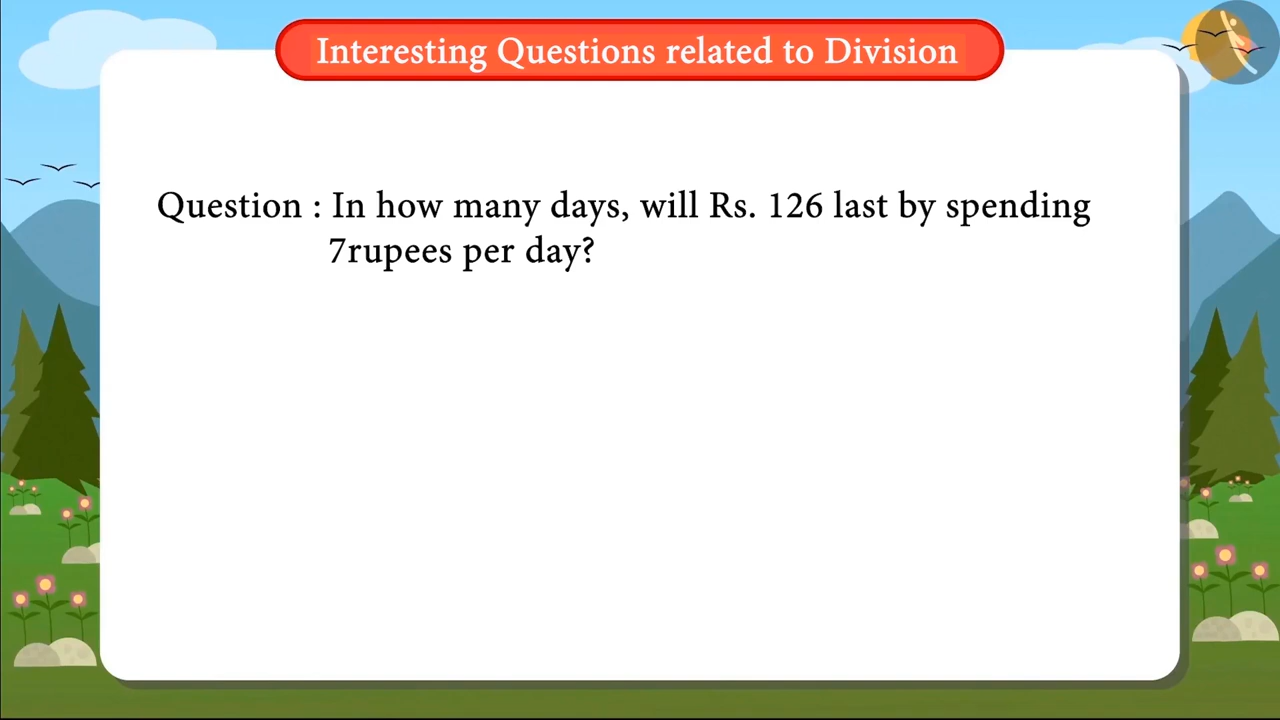 Interesting Questions related to Division
Question : In how many days, will Rs. 126 last by spending
7rupees per day?